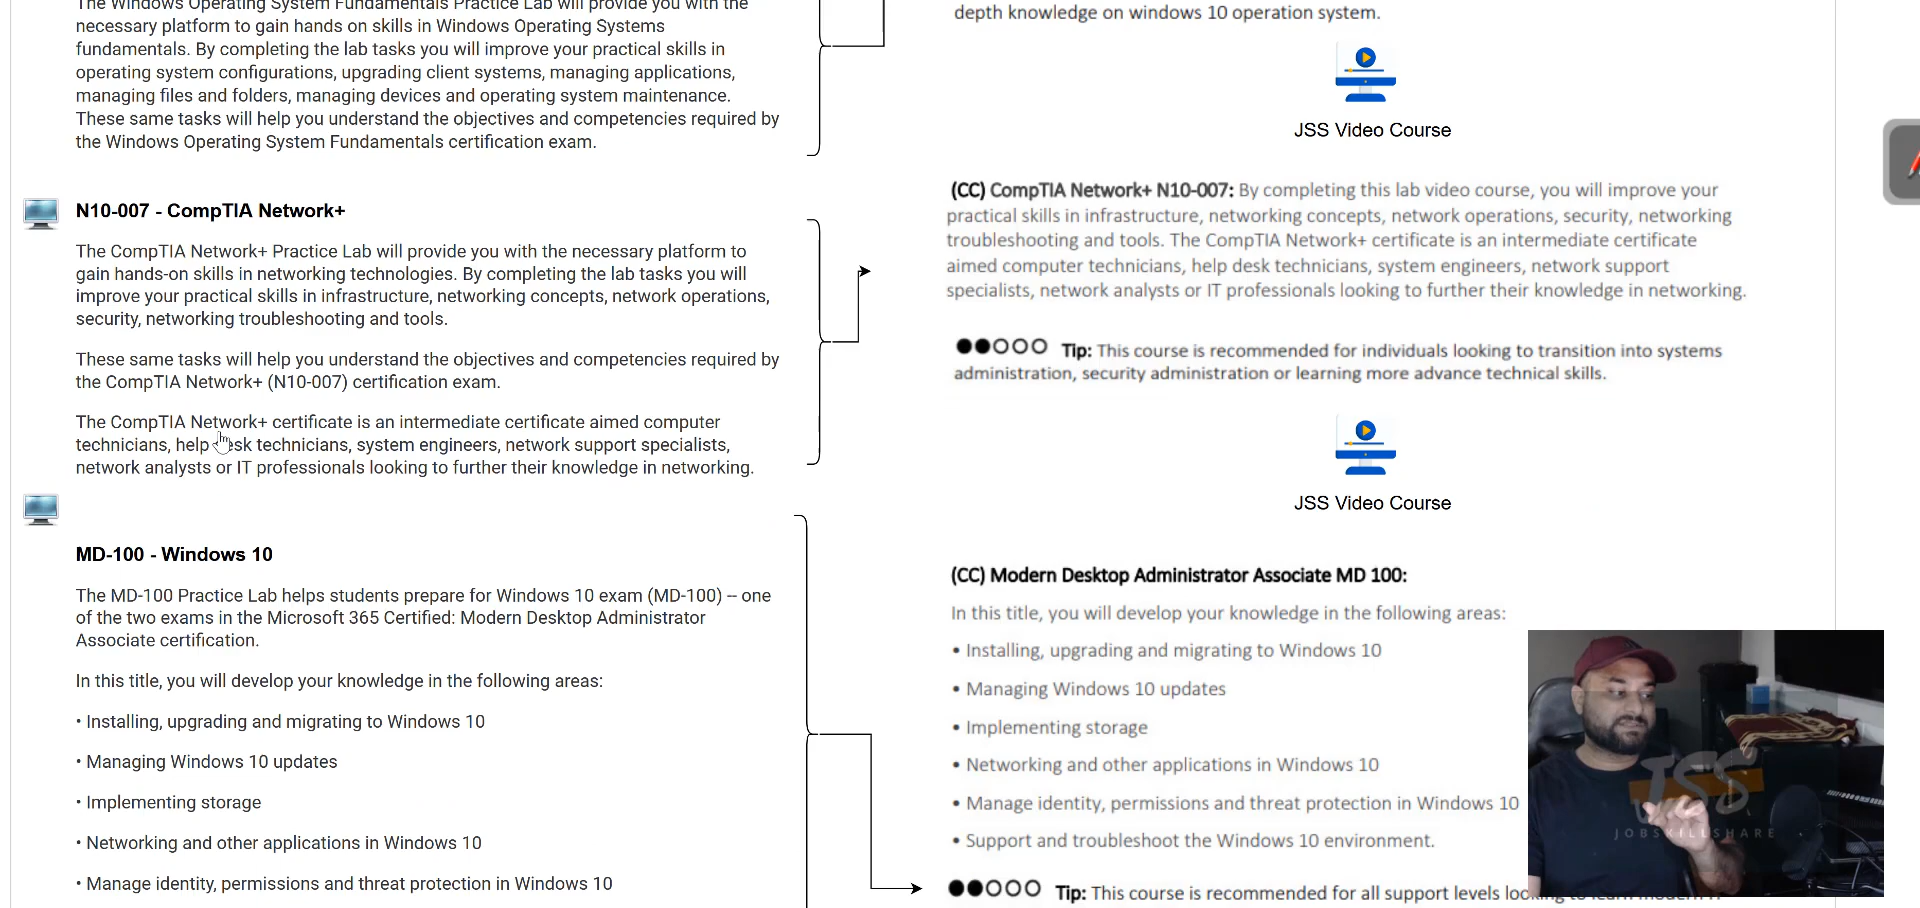 The Windows Operating System Fundamentals Practice Lab will provide you with the
necessary platform to gain hands on skills in Windows Operating Systems
fundamentals. By completing the lab tasks you will improve your practical skills in
operating system configurations, upgrading client systems, managing applications,
managing files and folders, managing devices and operating system maintenance.
These same tasks will help you understand the objectives and competencies required by
the Windows Operating System Fundamentals certification exam.
N10-007 - CompTIA Network+
The CompTIA Network+ Practice Lab will provide you with the necessary platform to
gain hands-on skills in networking technologies. By completing the lab tasks you will
improve your practical skills in infrastructure, networking concepts, network operations,
security, networking troubleshooting and tools.
These same tasks will help you understand the objectives and competencies required by
the CompTIA Network+ (N10-007) certification exam.
The CompTIA Network+ certificate is an intermediate certificate aimed computer
technicians, help desk technicians, system engineers, network support specialists,
network analysts or IT professionals looking to further their knowledge in networking.
MD-100 - Windows 10
The MD-100 Practice Lab helps students prepare for Windows 10 exam (MD-100) – one
of the two exams in the Microsoft 365 Certified: Modern Desktop Administrator
Associate certification.
In this title, you will develop your knowledge in the following areas:
• Installing, upgrading and migrating to Windows 10
• Managing Windows 10 updates
• Implementing storage
• Networking and other applications in Windows 10
• Manage identity, permissions and threat protection in Windows 10
depth knowledge on windows 10 operation system.
JSS Video Course
(CC) CompTIA Network+ N10-007: By completing this lab video course, you will improve your
practical skills in infrastructure, networking concepts, network operations, security, networking
troubleshooting and tools. The CompTIA Network+ certificate is an intermediate certificate
aimed computer technicians, help desk technicians, system engineers, network support
specialists, network analysts or IT professionals looking to further their knowledge in networking.
Tip: This course is recommended for individuals looking to transition into systems
administration, security administration or learning more advance technical skills.
JSS Video Course
(CC) Modern Desktop Administrator Associate MD 100:
In this title, you will develop your knowledge in the following areas:
• Installing, upgrading and migrating to Windows 10
• Managing Windows 10 updates
• Implementing storage
• Networking and other applications in Windows 10
• Manage identity, permissions and threat protection in Windows 10
• Support and troubleshoot the Windows 10 environment.
Tip: This course is recommended for all support levels
JSS
JOBSKILLSHARE